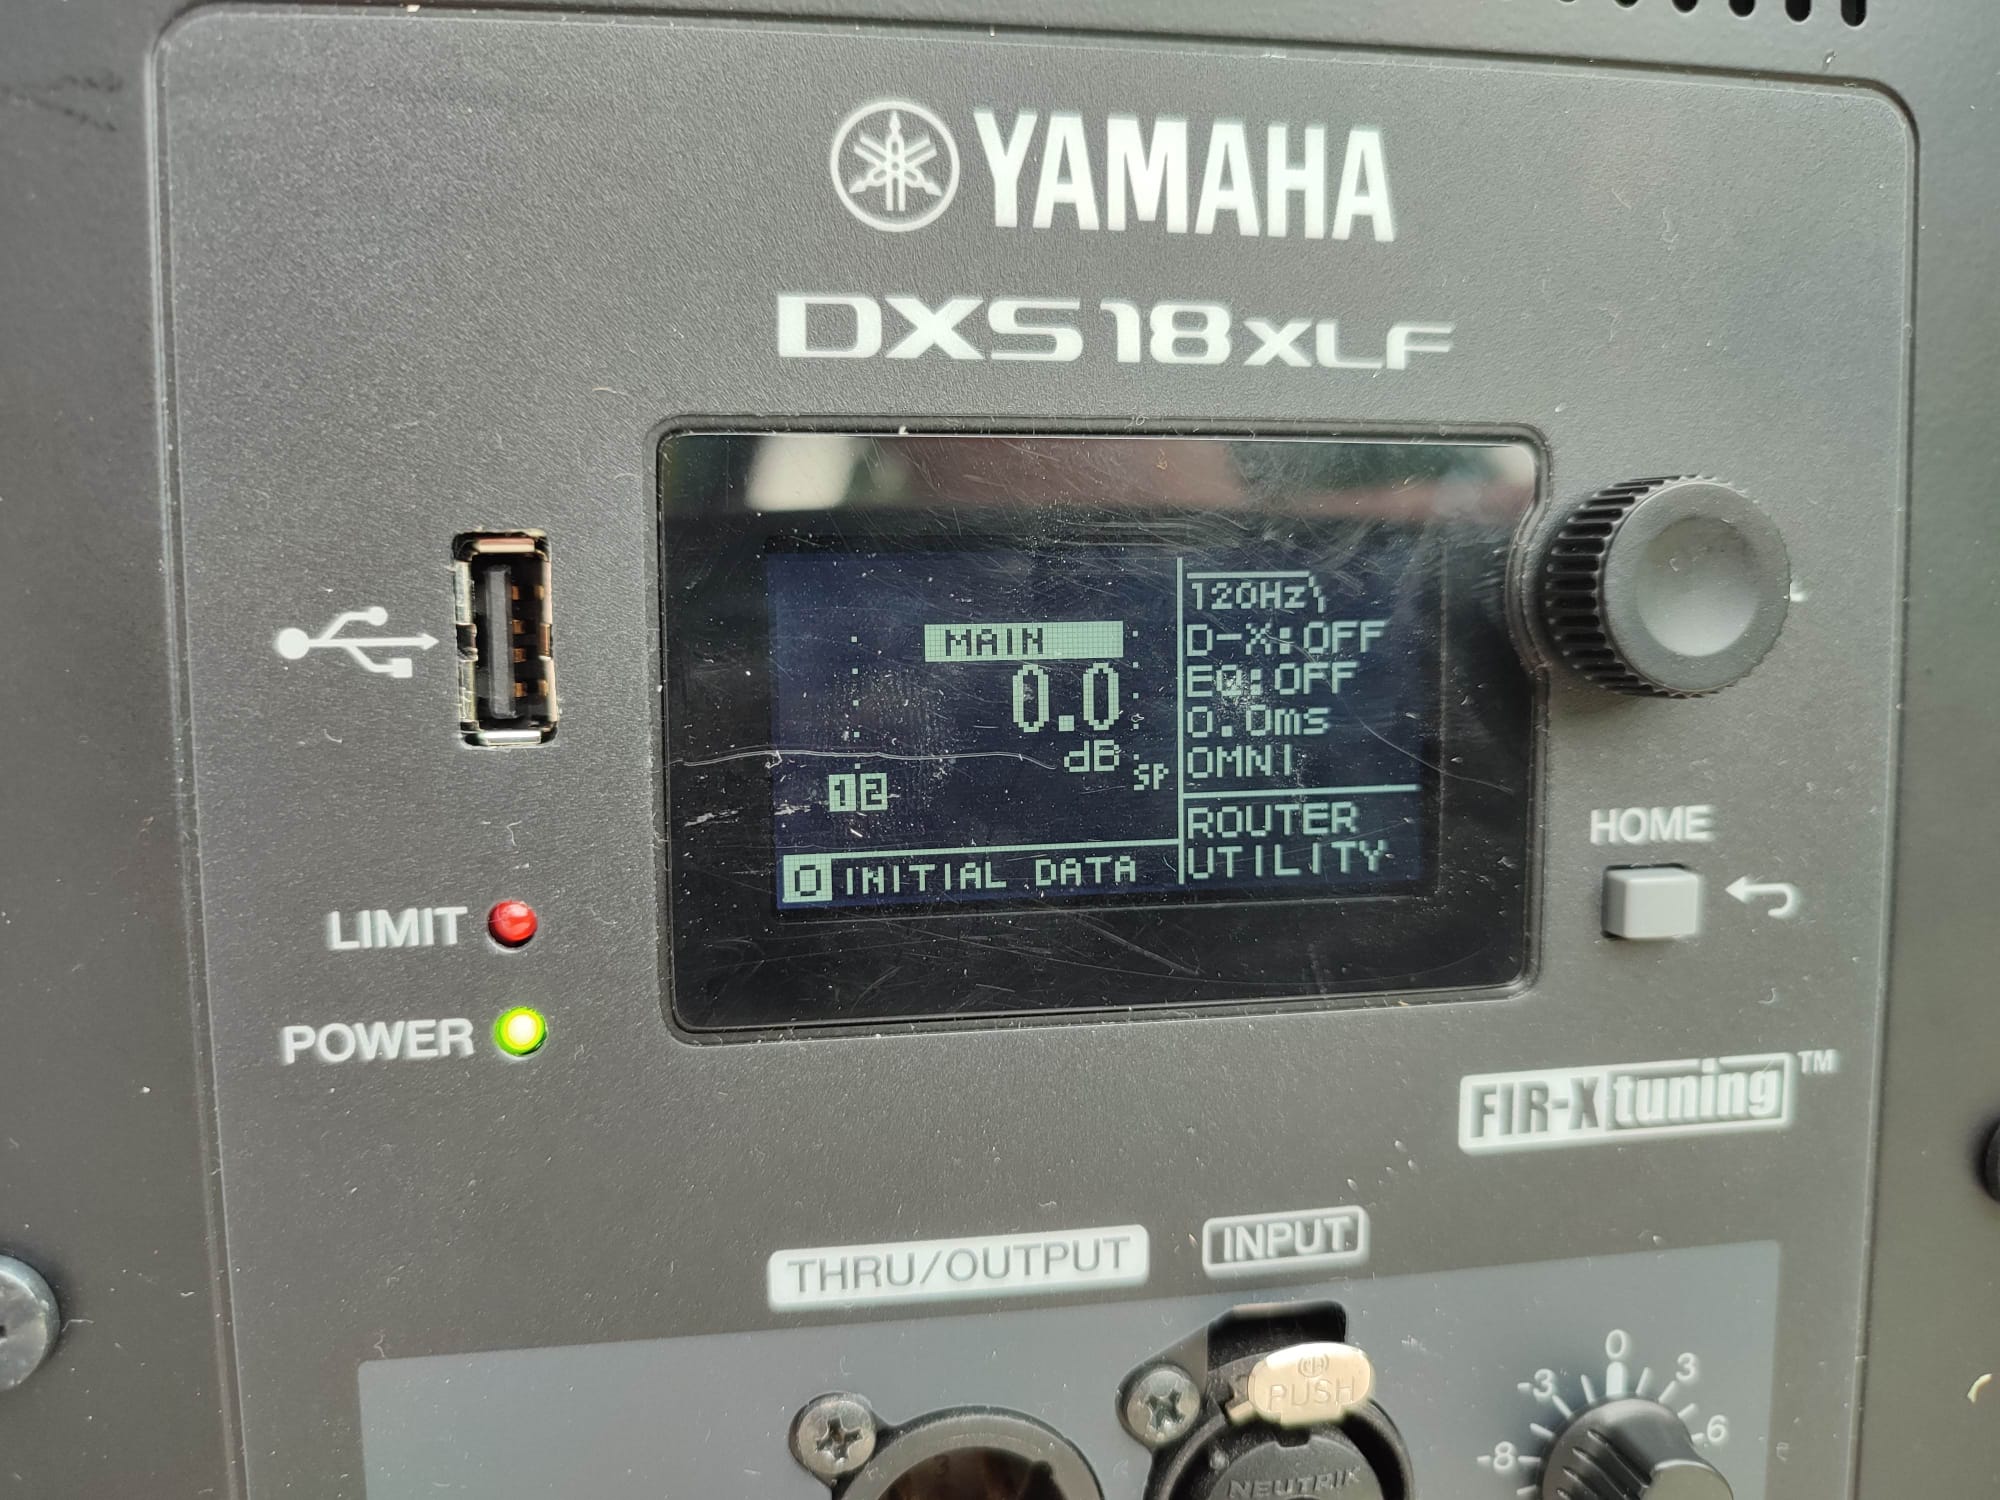 YAMAHA
DXS18XLF
MAIN
0.0
dB
SP
12
0 INITIAL DATA
120Hz
D-X:OFF
EQ:OFF
0.0ms
OMNI
ROUTER
UTILITY
HOME
LIMIT
POWER
FIR-X tuning™
THRU/OUTPUT
INPUT
PUSH
NEUTRIK
-8
-3
0
3
6